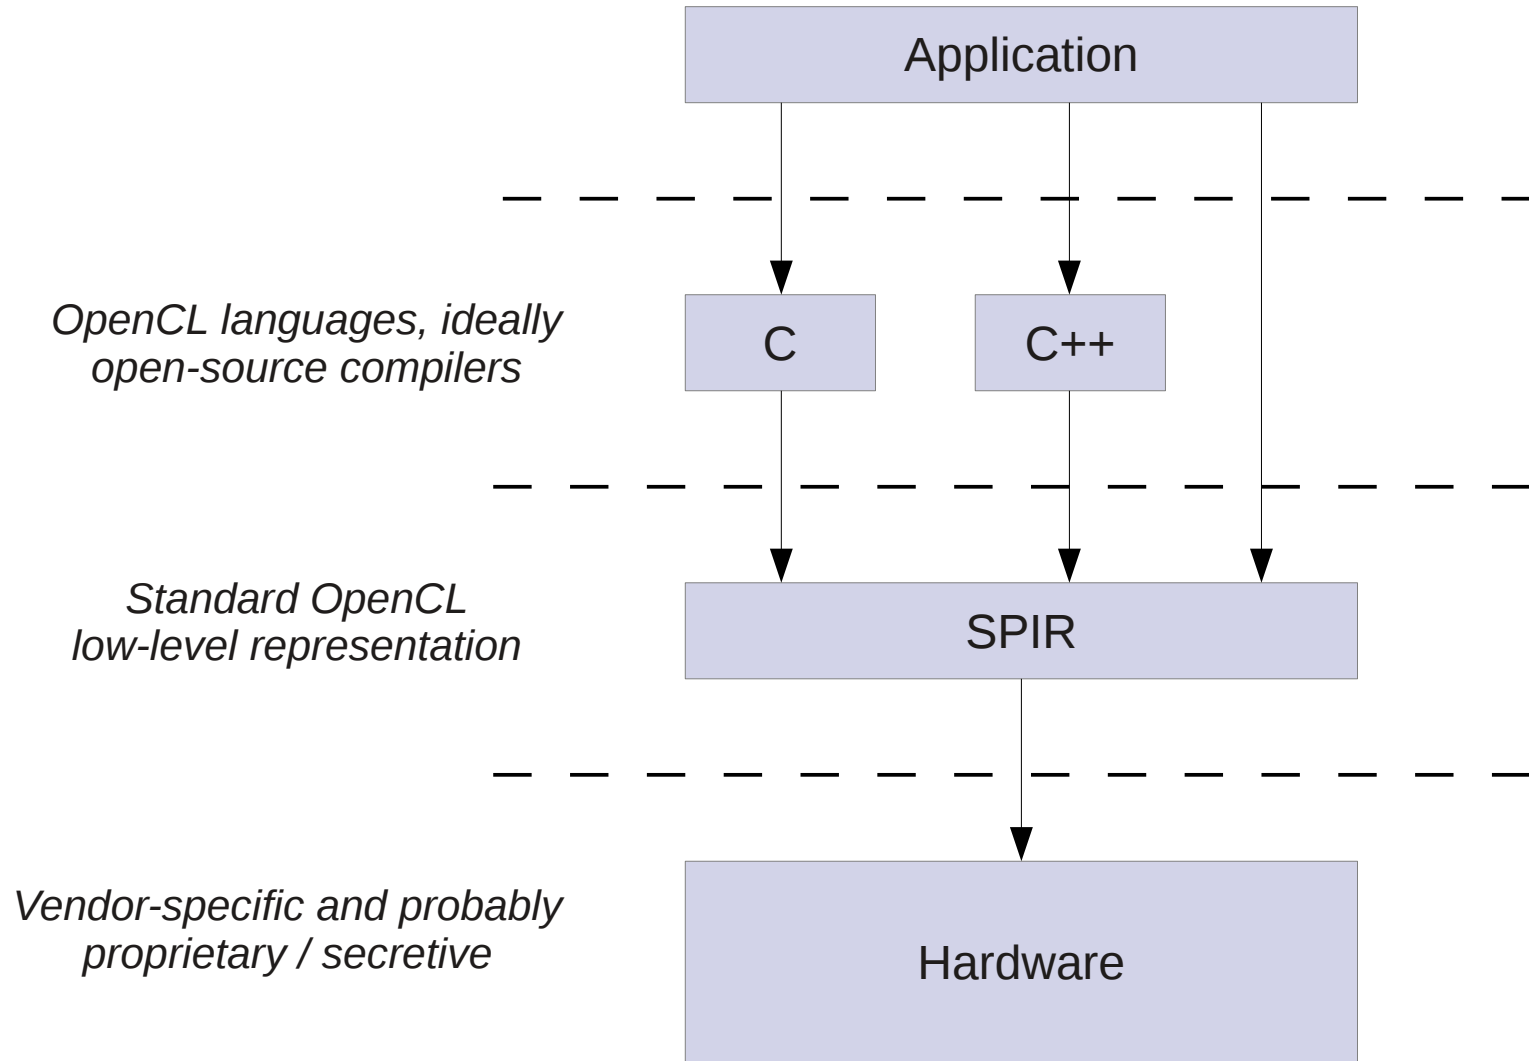 Application
OpenCL languages, ideally
open-source compilers
C
C++
Standard OpenCL
low-level representation
SPIR
Vendor-specific and probably
proprietary / secretive
Hardware